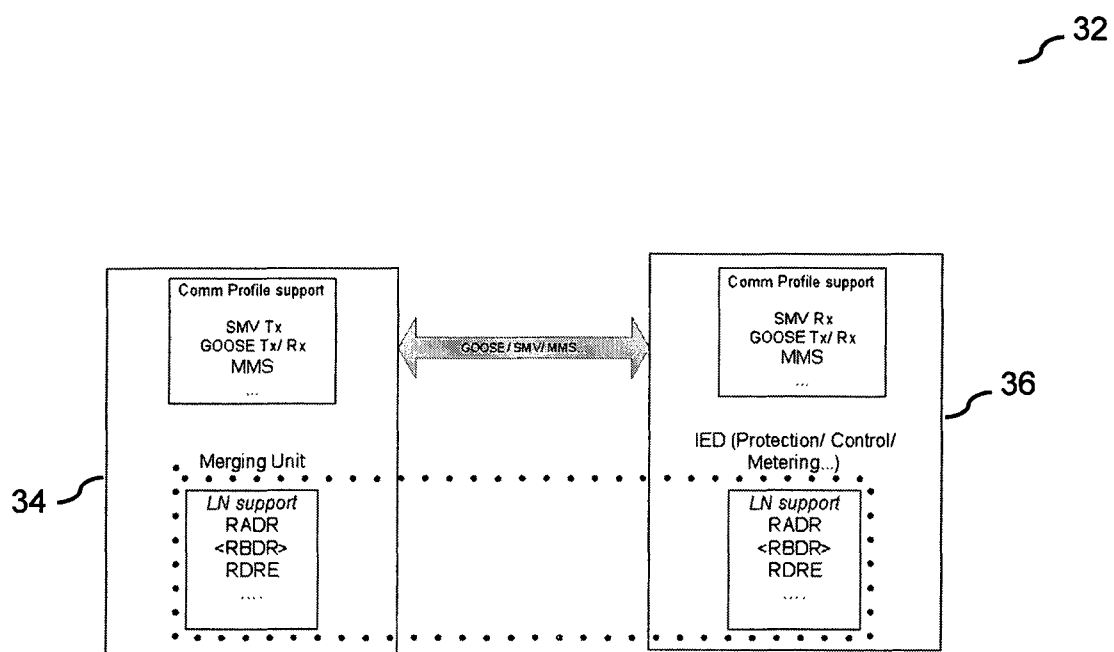 32
Comm Profile support
SMV Tx
GOOSE Tx/ Rx
MMS
...
GOOSE/ SMV/ MMS...
Comm Profile support
SMV Rx
GOOSE Tx/ Rx
MMS
...
36
Merging Unit
IED (Protection/ Control/
Metering...)
34
LN support
RADR
<RBDR>
RDRE
....
LN support
RADR
<RBDR>
RDRE
....